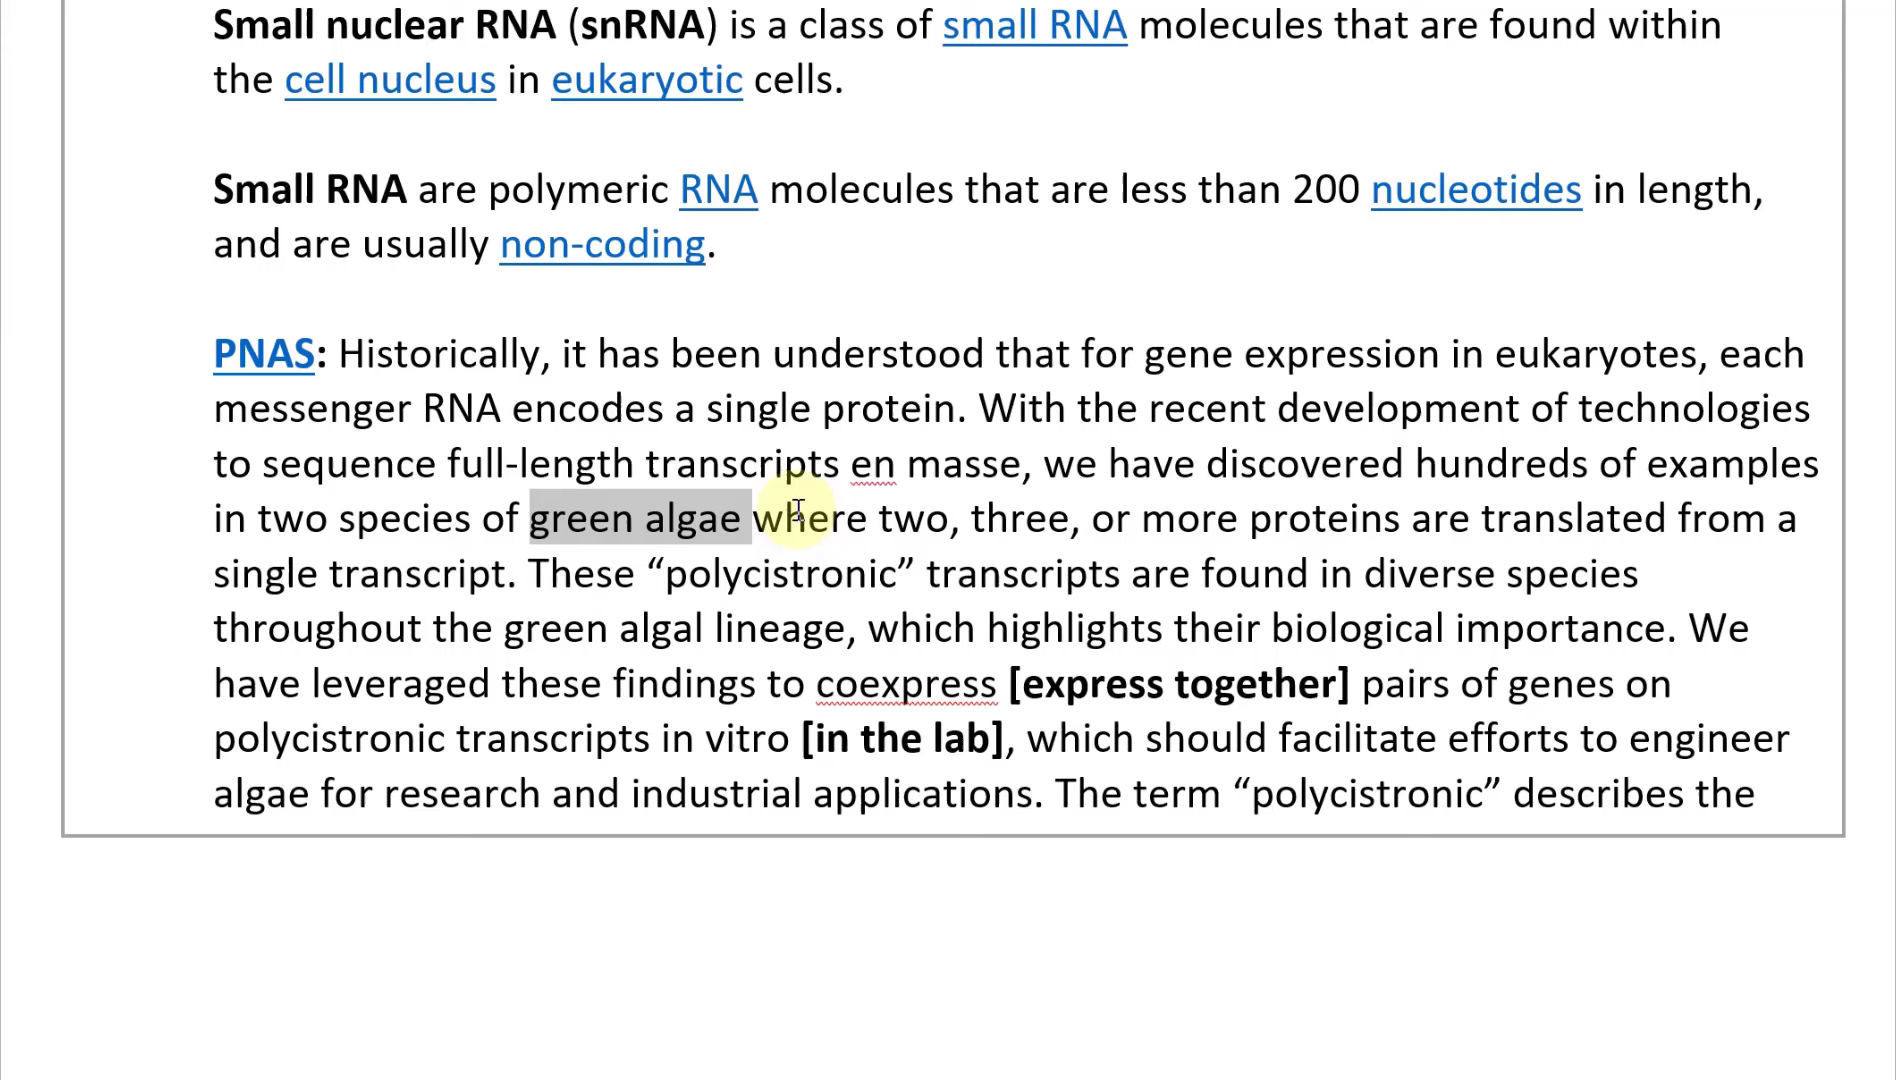 Small nuclear RNA (snRNA) is a class of small RNA molecules that are found within
the cell nucleus in eukaryotic cells.
Small RNA are polymeric RNA molecules that are less than 200 nucleotides in length,
and are usually non-coding.
PNAS: Historically, it has been understood that for gene expression in eukaryotes, each
messenger RNA encodes a single protein. With the recent development of technologies
to sequence full-length transcripts en masse, we have discovered hundreds of examples
in two species of green algae where two, three, or more proteins are translated from a
single transcript. These “polycistronic” transcripts are found in diverse species
throughout the green algal lineage, which highlights their biological importance. We
have leveraged these findings to coexpress [express together] pairs of genes on
polycistronic transcripts in vitro [in the lab], which should facilitate efforts to engineer
algae for research and industrial applications. The term “polycistronic” describes the